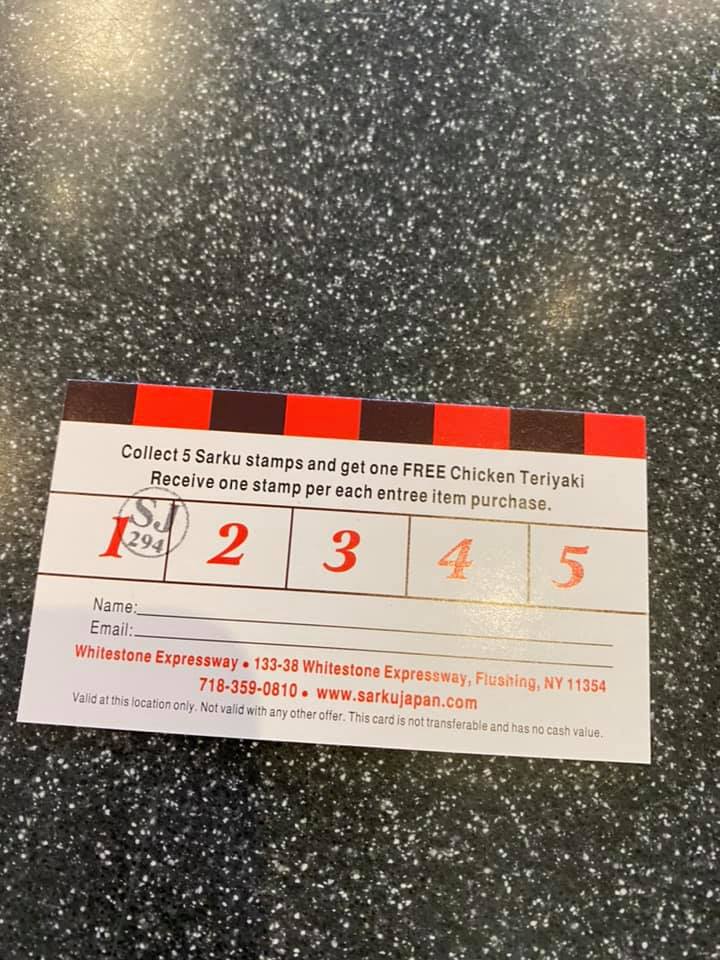 Collect 5 Sarku stamps and get one FREE Chicken Teriyaki
Receive one stamp per each entree item purchase.
SJ
294
1 2 3 4 5
Name:
Email:
Whitestone Expressway • 133-38 Whitestone Expressway, Flushing, NY 11354
718-359-0810 • www.sarkujapan.com
Valid at this location only. Not valid with any other offer. This card is not transferable and has no cash value.